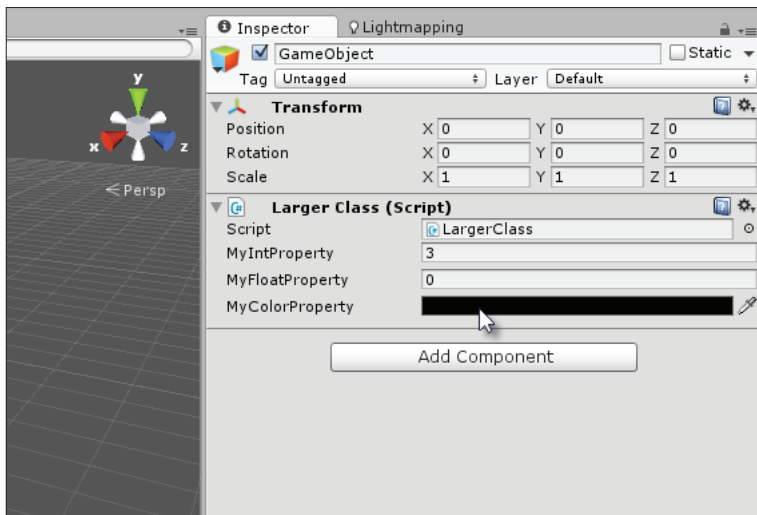 Inspector Lightmapping
GameObject Static
Tag Untagged Layer Default
Transform
Position X 0 Y 0 Z 0
Rotation X 0 Y 0 Z 0
Scale X 1 Y 1 Z 1
Larger Class (Script)
Script LargerClass
MyIntProperty 3
MyFloatProperty 0
MyColorProperty
Add Component
y
x z
Persp